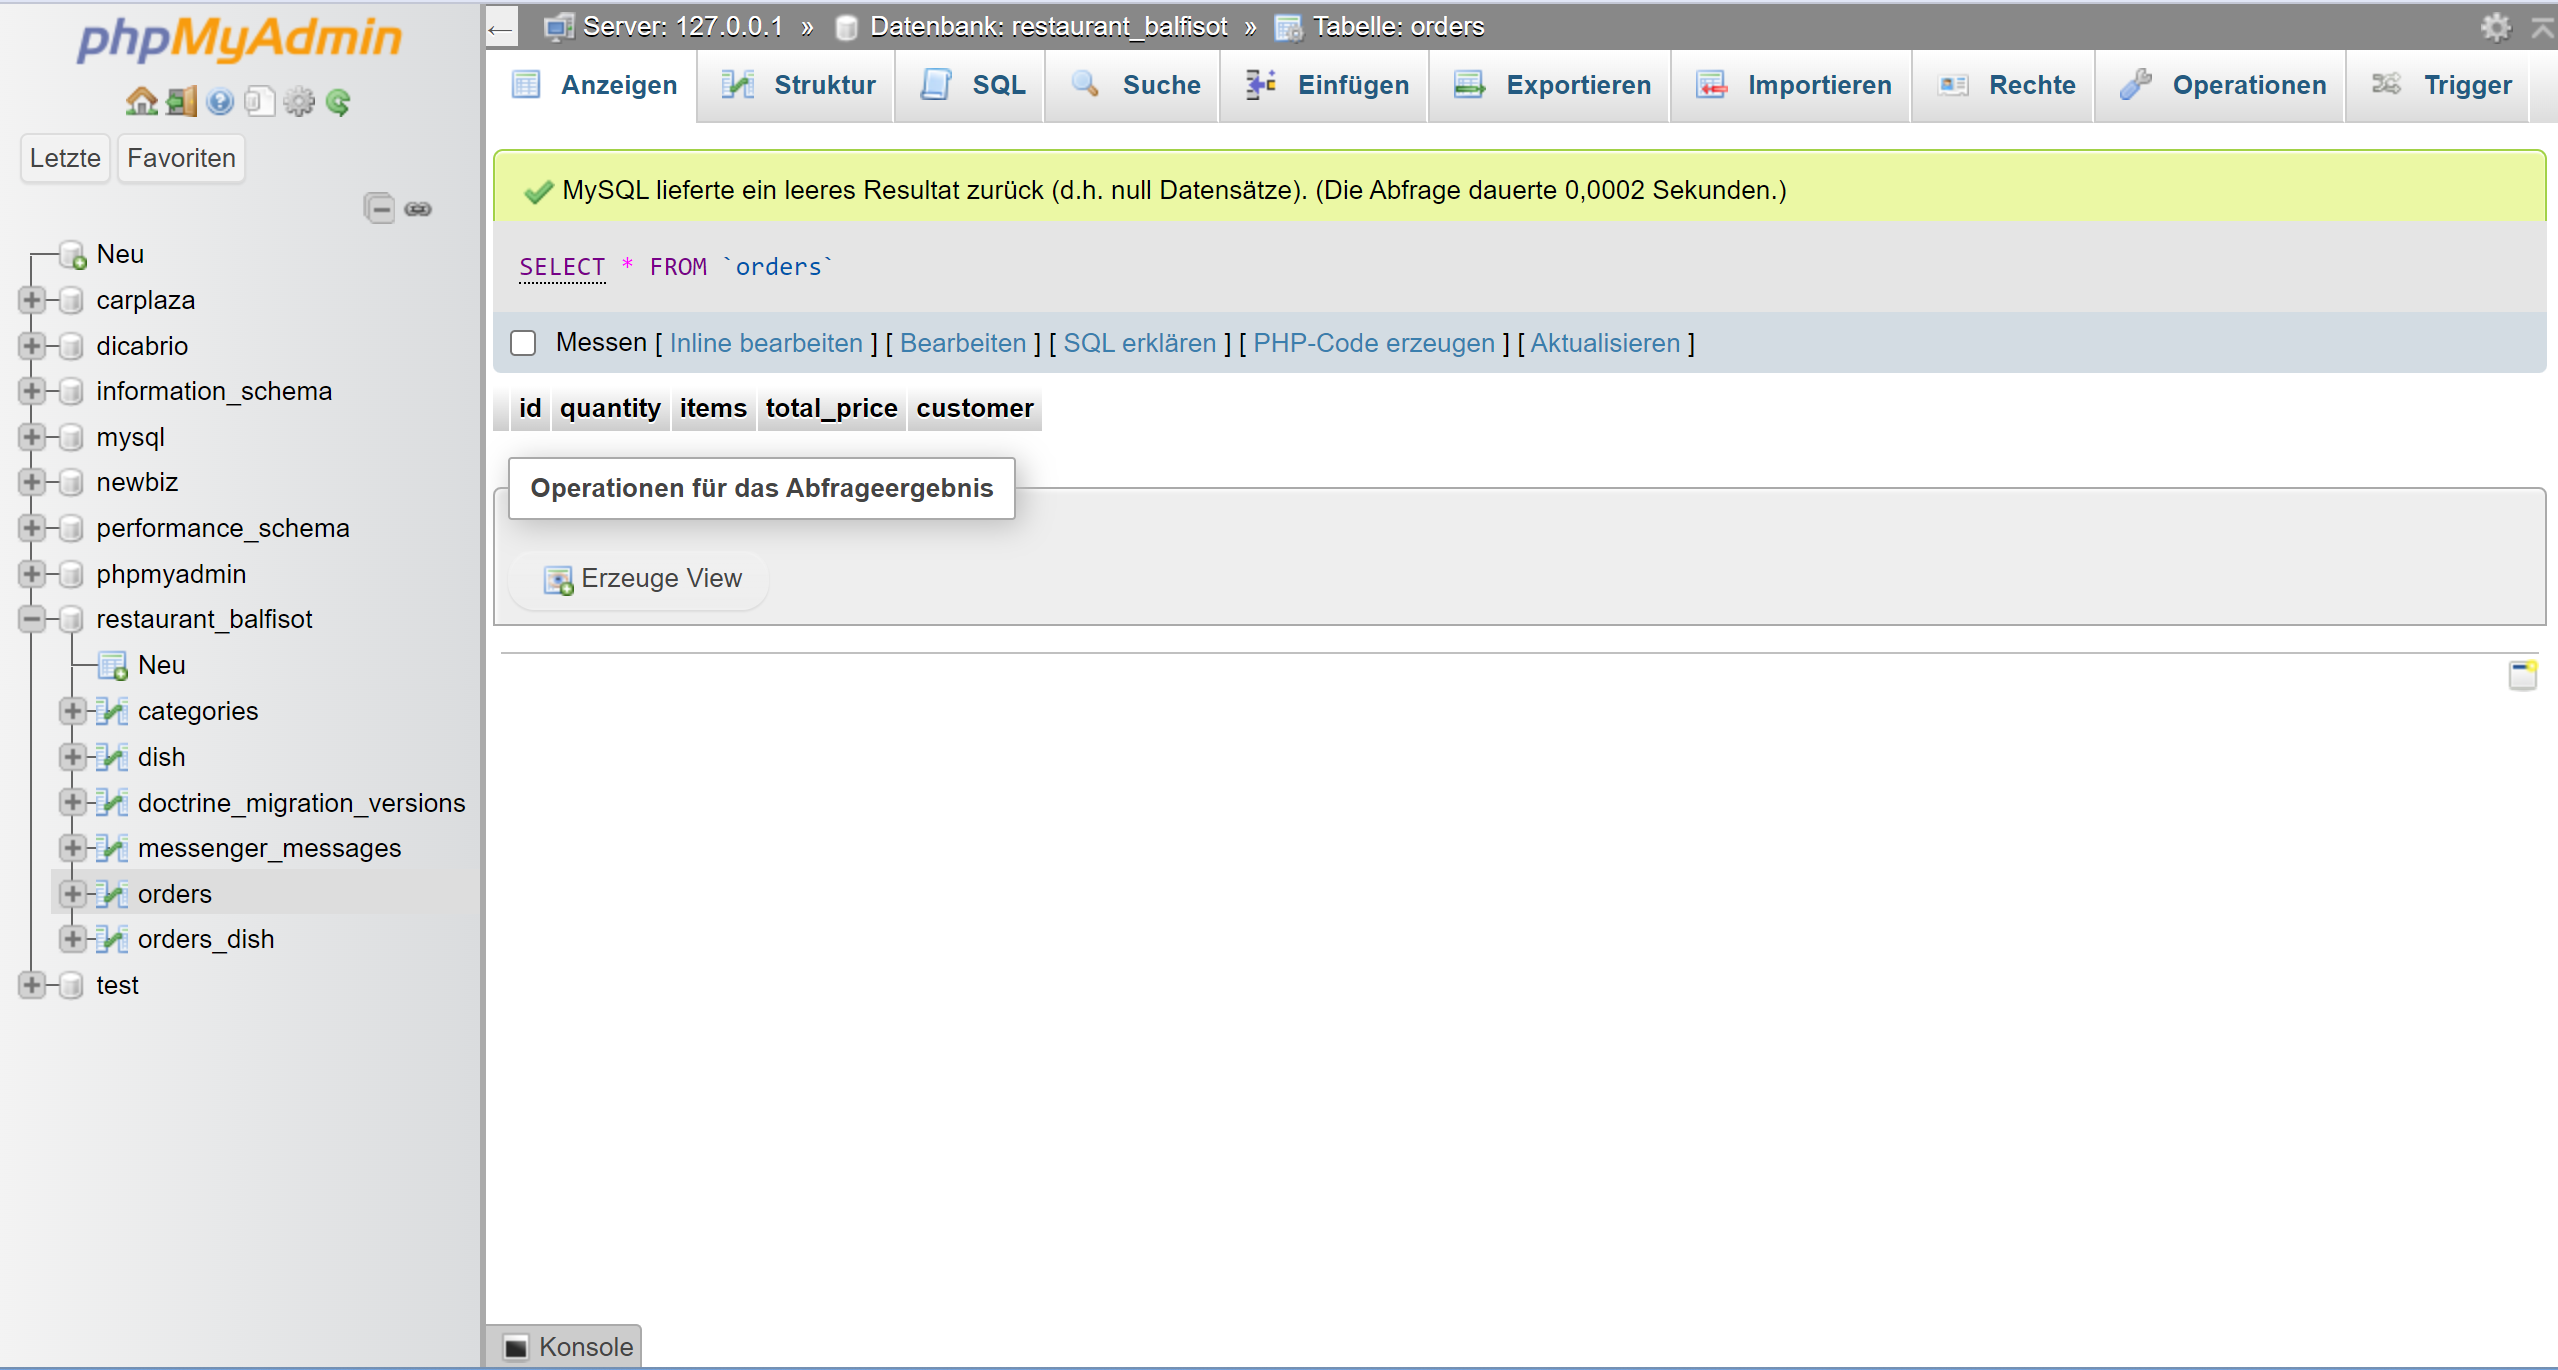 phpMyAdmin
Letzte Favoriten
Neu
carplaza
dicabrio
information_schema
mysql
newbiz
performance_schema
phpmyadmin
restaurant_balfisot
Neu
categories
dish
doctrine_migration_versions
messenger_messages
orders
orders_dish
test
← Server: 127.0.0.1 » Datenbank: restaurant_balfisot » Tabelle: orders
Anzeigen Struktur SQL Suche Einfügen Exportieren Importieren Rechte Operationen Trigger
MySQL lieferte ein leeres Resultat zurück (d.h. null Datensätze). (Die Abfrage dauerte 0,0002 Sekunden.)
SELECT * FROM `orders`
Messen [ Inline bearbeiten ] [ Bearbeiten ] [ SQL erklären ] [ PHP-Code erzeugen ] [ Aktualisieren ]
id quantity items total_price customer
Operationen für das Abfrageergebnis
Erzeuge View
Konsole